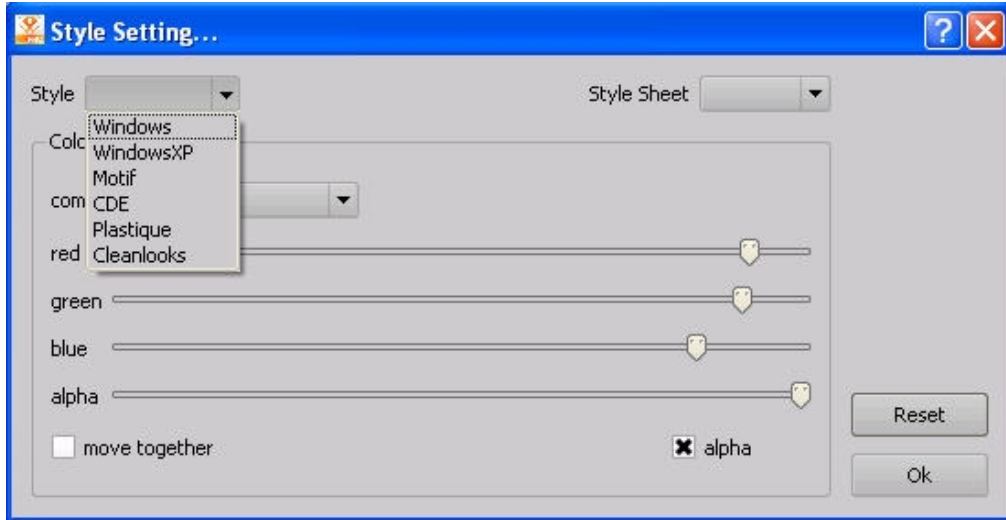 Style Setting...
Style
Style Sheet
Windows
WindowsXP
Motif
CDE
Plastique
Cleanlooks
red
green
blue
alpha
move together
alpha
Reset
Ok